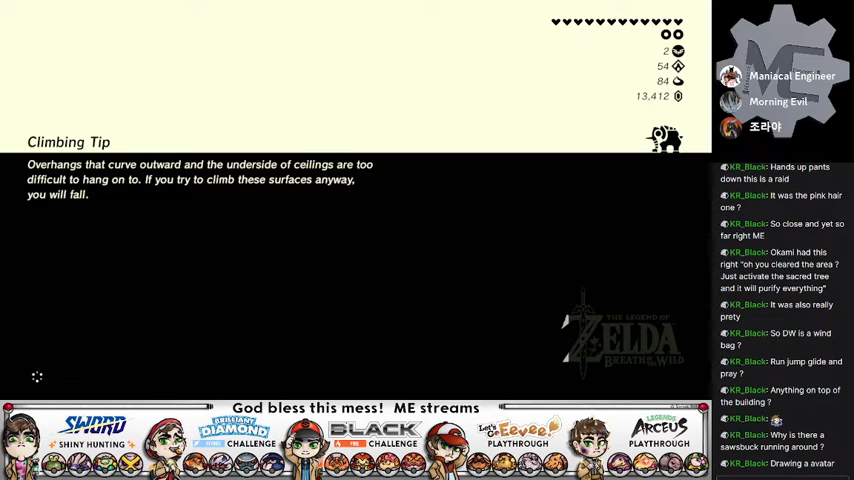 2
54
84
13,412
Climbing Tip
Overhangs that curve outward and the underside of ceilings are too
difficult to hang on to. If you try to climb these surfaces anyway,
you will fall.
THE LEGEND OF
ZELDA
BREATH OF THE WILD
ME
Maniacal Engineer
Morning Evil
조라야
KR_Black: Hands up pants
down this is a raid
KR_Black: It was the pink hair
one ?
KR_Black: So close and yet so
far right ME
KR_Black: Okami had this
right "oh you cleared the area ?
Just activate the sacred tree
and it will purify everything"
KR_Black: It was also really
prety
KR_Black: So DW is a wind
bag ?
KR_Black: Run jump glide and
pray ?
KR_Black: Anything on top of
the building ?
KR_Black:
KR_Black: Why is there a
sawsbuck running around ?
KR_Black: Drawing a avatar
God bless this mess! ME streams
SWORD
SHINY HUNTING
BRILLIANT
DIAMOND
FLYING CHALLENGE
BLACK
FIRE CHALLENGE
Let's Go Eevee!
PLAYTHROUGH
LEGENDS
ARCEUS
PLAYTHROUGH